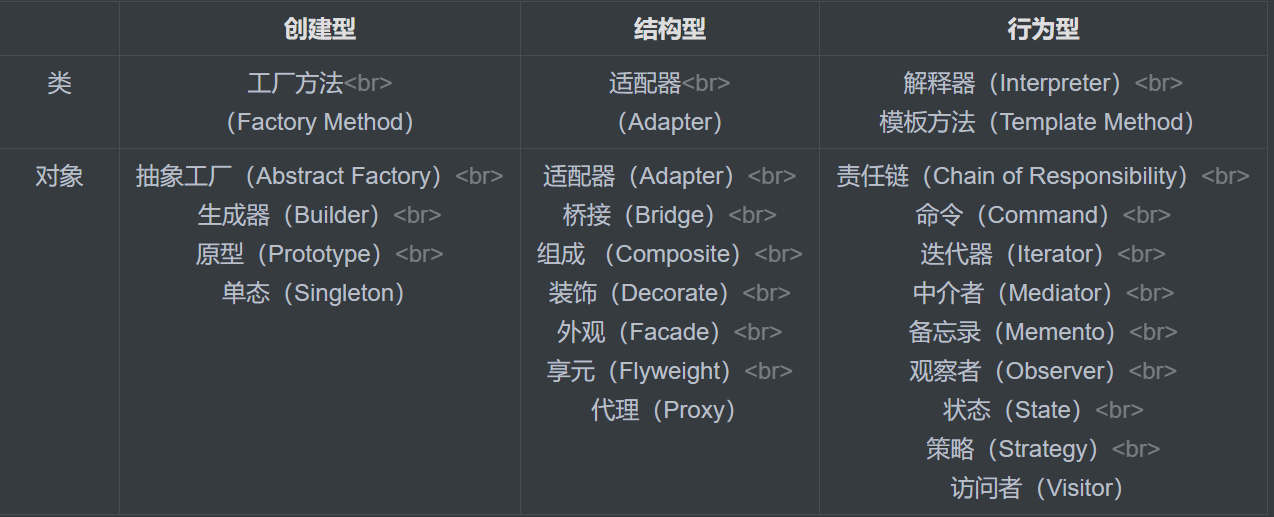 创建型 结构型 行为型
类
工厂方法<br>
（Factory Method）
适配器<br>
（Adapter）
解释器（Interpreter）<br>
模板方法（Template Method）
对象
抽象工厂（Abstract Factory）<br>
生成器（Builder）<br>
原型（Prototype）<br>
单态（Singleton）
适配器（Adapter）<br>
桥接（Bridge）<br>
组成 （Composite）<br>
装饰（Decorate）<br>
外观（Facade）<br>
享元（Flyweight）<br>
代理（Proxy）
责任链（Chain of Responsibility）<br>
命令（Command）<br>
迭代器（Iterator）<br>
中介者（Mediator）<br>
备忘录（Memento）<br>
观察者（Observer）<br>
状态（State）<br>
策略（Strategy）<br>
访问者（Visitor）